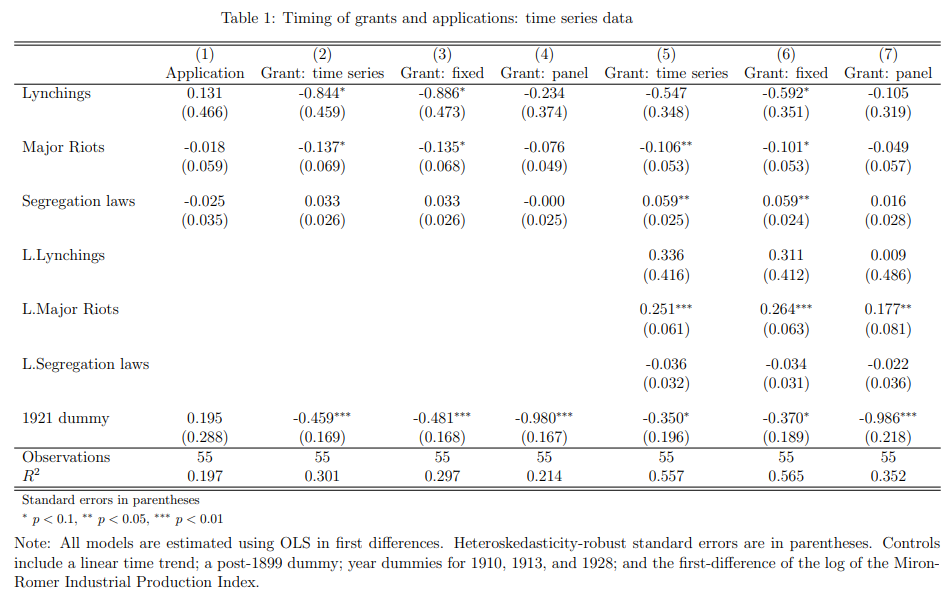 Table 1: Timing of grants and applications: time series data
(1) (2) (3) (4) (5) (6) (7)
Application Grant: time series Grant: fixed Grant: panel Grant: time series Grant: fixed Grant: panel
Lynchings 0.131 -0.844* -0.886* -0.234 -0.547 -0.592* -0.105
(0.466) (0.459) (0.473) (0.374) (0.348) (0.351) (0.319)
Major Riots -0.018 -0.137* -0.135* -0.076 -0.106** -0.101* -0.049
(0.059) (0.069) (0.068) (0.049) (0.053) (0.053) (0.057)
Segregation laws -0.025 0.033 0.033 -0.000 0.059** 0.059** 0.016
(0.035) (0.026) (0.026) (0.025) (0.025) (0.024) (0.028)
L.Lynchings 0.336 0.311 0.009
(0.416) (0.412) (0.486)
L.Major Riots 0.251*** 0.264*** 0.177**
(0.061) (0.063) (0.081)
L.Segregation laws -0.036 -0.034 -0.022
(0.032) (0.031) (0.036)
1921 dummy 0.195 -0.459*** -0.481*** -0.980*** -0.350* -0.370* -0.986***
(0.288) (0.169) (0.168) (0.167) (0.196) (0.189) (0.218)
Observations 55 55 55 55 55 55 55
R² 0.197 0.301 0.297 0.214 0.557 0.565 0.352
Standard errors in parentheses
* p < 0.1, ** p < 0.05, *** p < 0.01
Note: All models are estimated using OLS in first differences. Heteroskedasticity-robust standard errors are in parentheses. Controls
include a linear time trend; a post-1899 dummy; year dummies for 1910, 1913, and 1928; and the first-difference of the log of the Miron-
Romer Industrial Production Index.